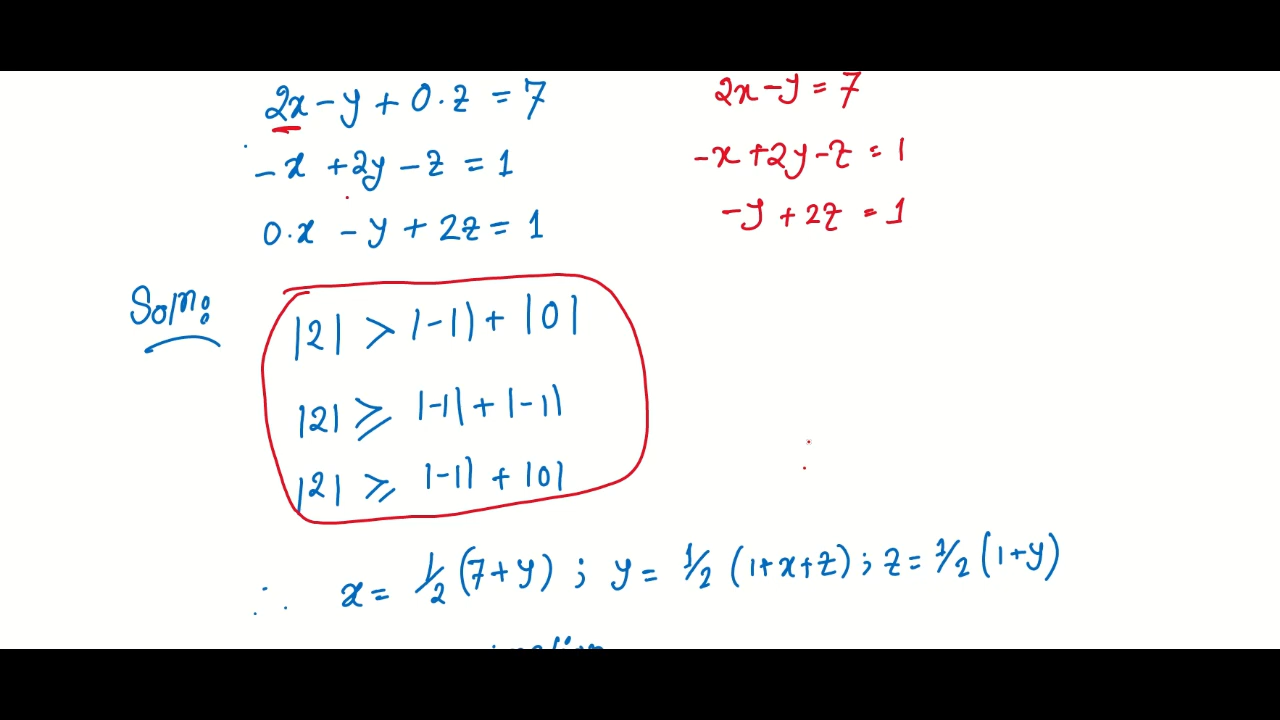 2x - y + 0·z = 7
-x + 2y - z = 1
0·x - y + 2z = 1
2x - y = 7
-x + 2y - z = 1
-y + 2z = 1
Soln:
|2| > |-1| + |0|
|2| ⩾ |-1| + |-1|
|2| ⩾ |-1| + |0|
∴ x = 1/2 (7+y) ; y = 1/2 (1+x+z) ; z = 1/2 (1+y)